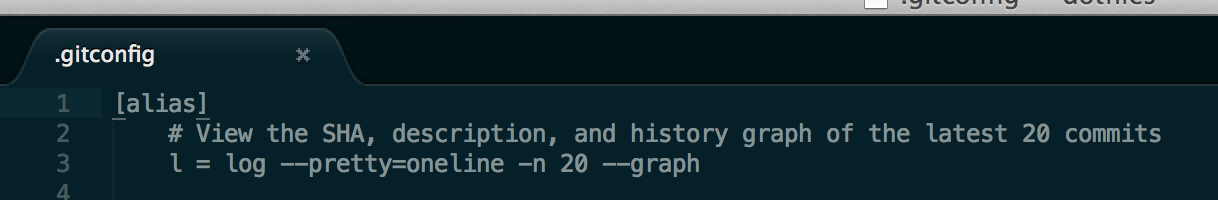 .gitconfig — dotfiles
.gitconfig ×
1 [alias]
2 # View the SHA, description, and history graph of the latest 20 commits
3 l = log --pretty=oneline -n 20 --graph
4